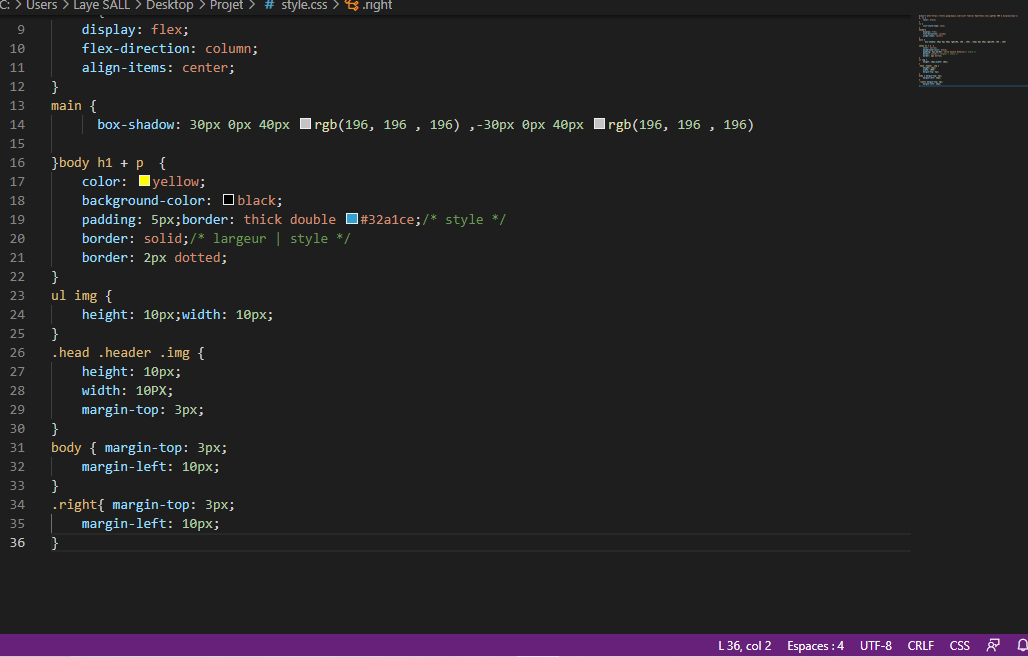 C: > Users > Laye SALL > Desktop > Projet > # style.css > .right
9 display: flex;
10 flex-direction: column;
11 align-items: center;
12 }
13 main {
14 box-shadow: 30px 0px 40px rgb(196, 196 , 196) ,-30px 0px 40px rgb(196, 196 , 196)
15
16 }body h1 + p {
17 color: yellow;
18 background-color: black;
19 padding: 5px;border: thick double #32a1ce;/* style */
20 border: solid;/* largeur | style */
21 border: 2px dotted;
22 }
23 ul img {
24 height: 10px;width: 10px;
25 }
26 .head .header .img {
27 height: 10px;
28 width: 10PX;
29 margin-top: 3px;
30 }
31 body { margin-top: 3px;
32 margin-left: 10px;
33 }
34 .right{ margin-top: 3px;
35 margin-left: 10px;
36 }
L 36, col 2 Espaces : 4 UTF-8 CRLF CSS